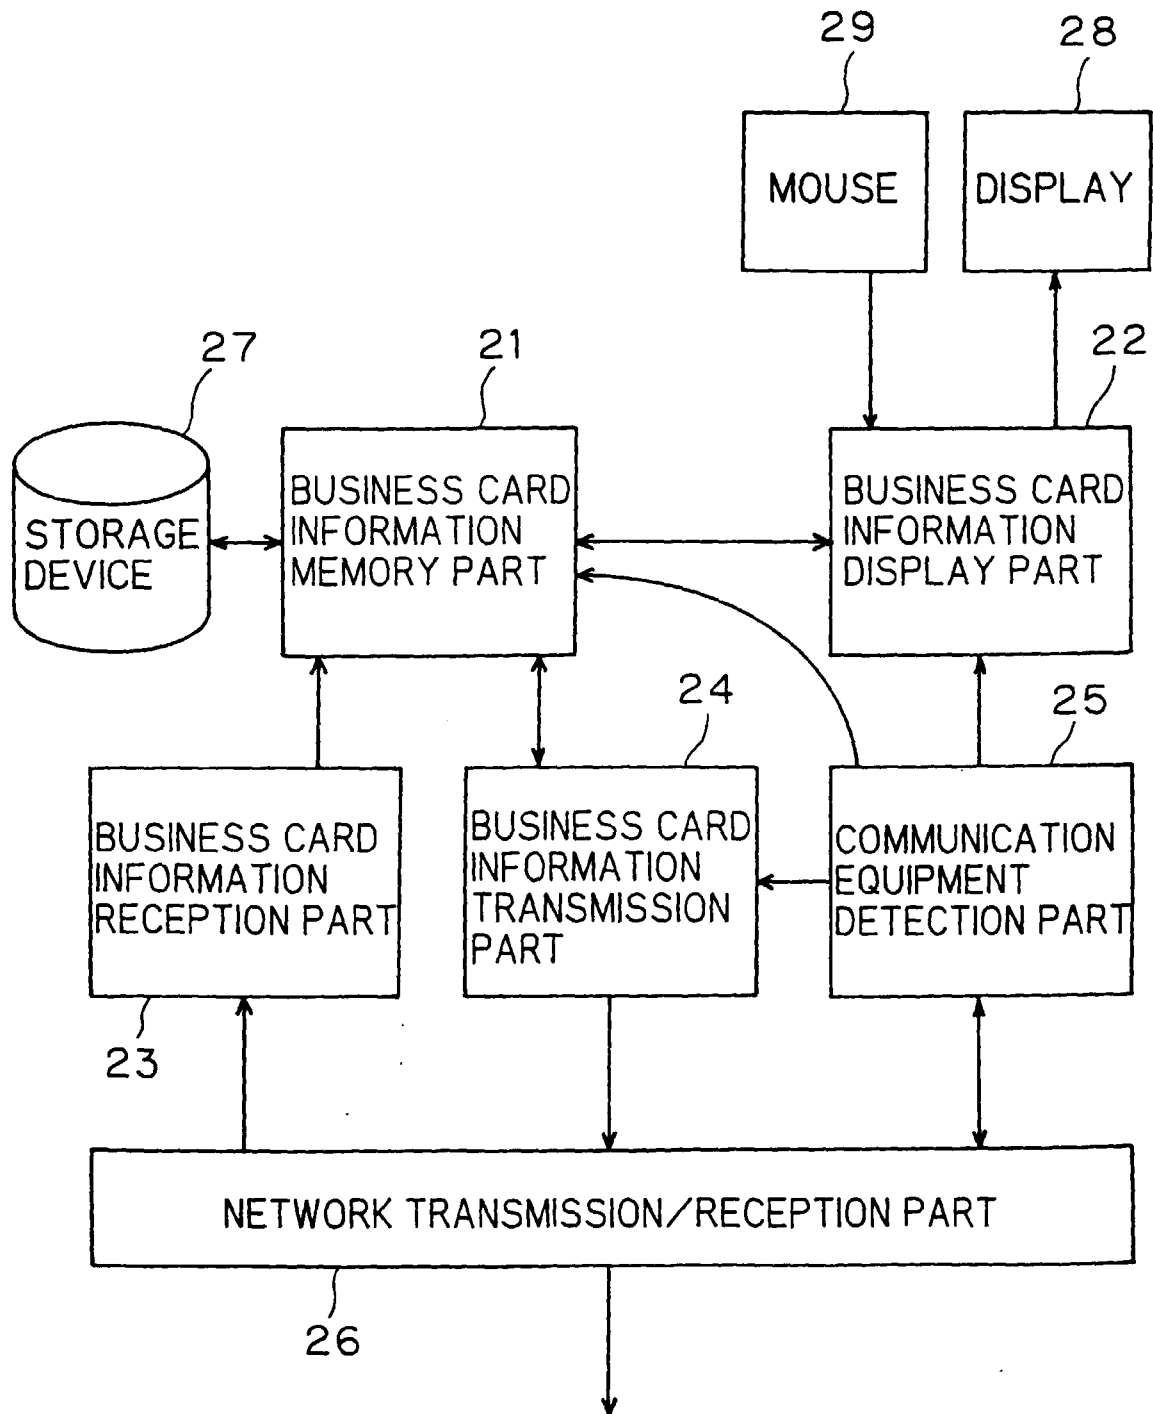 29
28
MOUSE
DISPLAY
27
21
22
STORAGE
DEVICE
BUSINESS CARD
INFORMATION
MEMORY PART
BUSINESS CARD
INFORMATION
DISPLAY PART
24
25
BUSINESS CARD
INFORMATION
RECEPTION PART
BUSINESS CARD
INFORMATION
TRANSMISSION
PART
COMMUNICATION
EQUIPMENT
DETECTION PART
23
NETWORK TRANSMISSION/RECEPTION PART
26